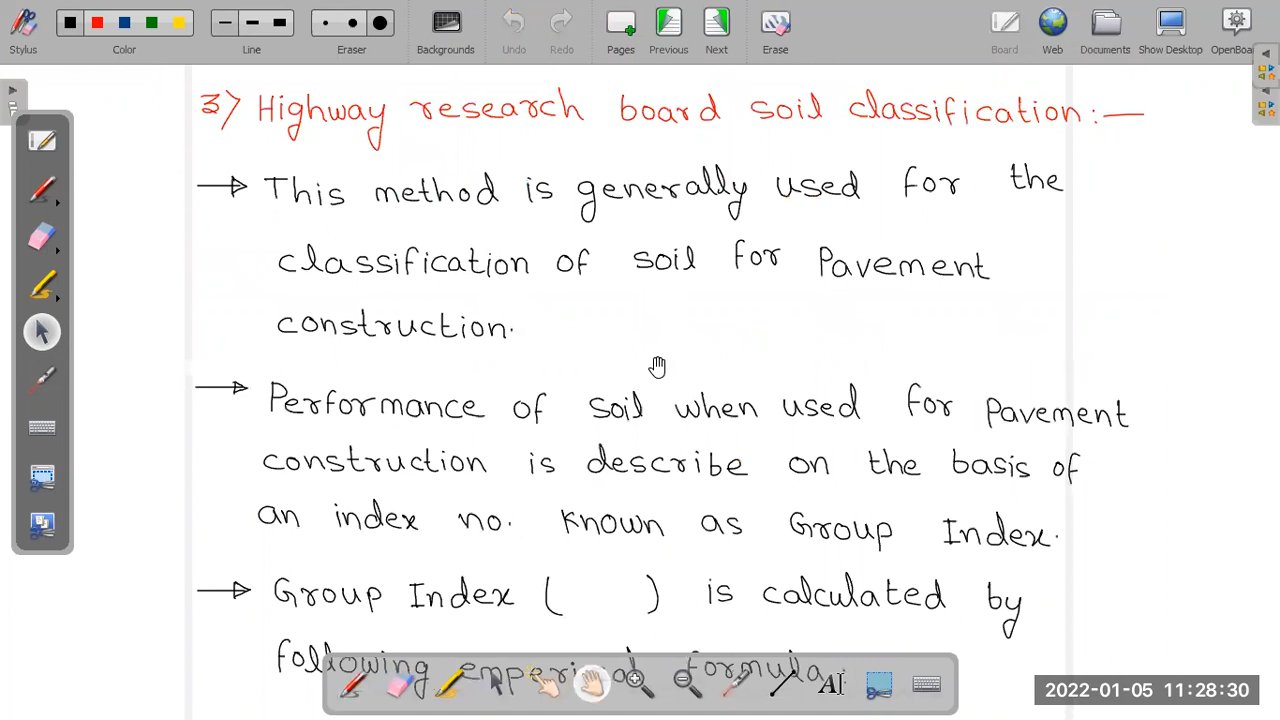 Stylus
Color
Line
Eraser
Backgrounds
Undo
Redo
Pages
Previous
Next
Erase
Board
Web
Documents
Show Desktop
OpenBoa
3) Highway research board soil classification:—
This method is generally used for the
classification of soil for Pavement
construction.
Performance of soil when used for pavement
construction is describe on the basis of
an index no. Known as Group Index.
Group Index ( ) is calculated by
following emperical formula
2022-01-05 11:28:30